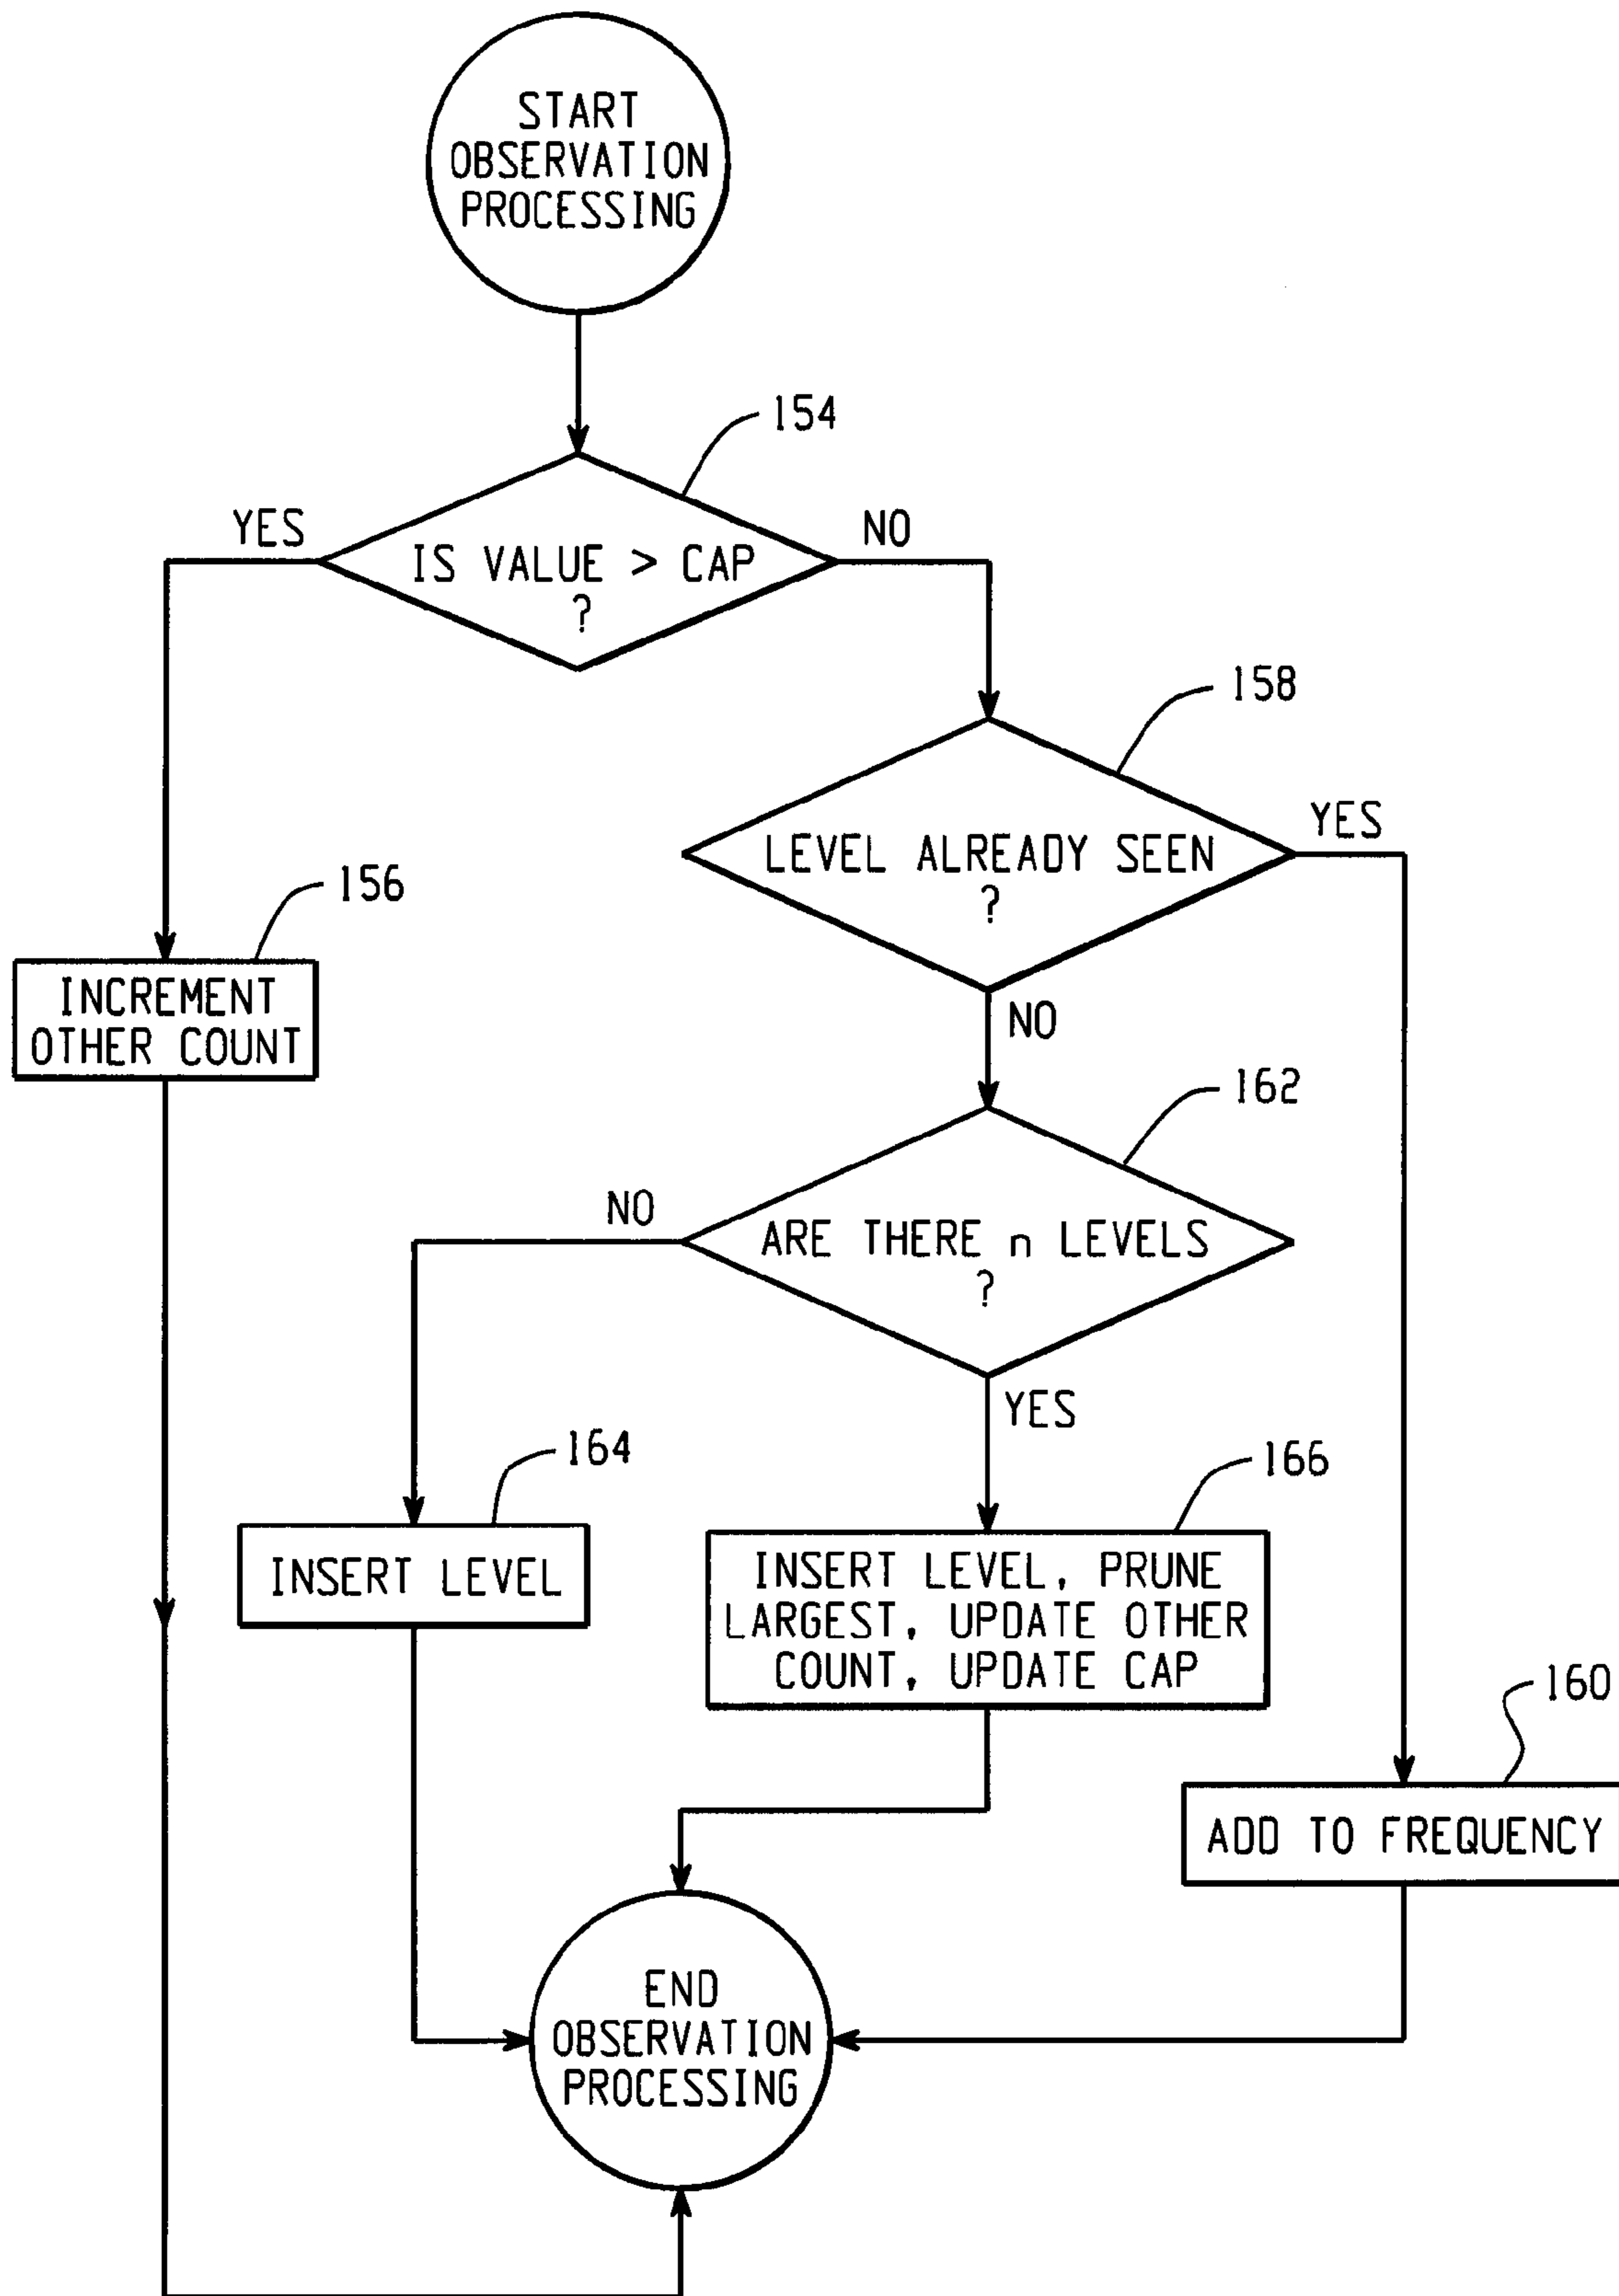 START
OBSERVATION
PROCESSING
154
YES
NO
IS VALUE > CAP
?
158
LEVEL ALREADY SEEN
?
YES
156
INCREMENT
OTHER COUNT
NO
162
NO
ARE THERE n LEVELS
?
YES
164
166
INSERT LEVEL
INSERT LEVEL, PRUNE
LARGEST, UPDATE OTHER
COUNT, UPDATE CAP
160
ADD TO FREQUENCY
END
OBSERVATION
PROCESSING